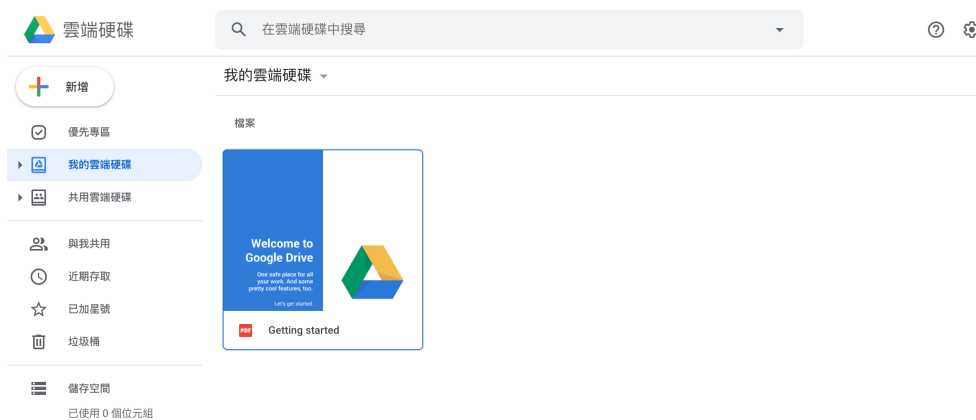 雲端硬碟
在雲端硬碟中搜尋
新增
我的雲端硬碟
優先專區
我的雲端硬碟
共用雲端硬碟
與我共用
近期存取
已加星號
垃圾桶
儲存空間
已使用 0 個位元組
檔案
Welcome to
Google Drive
One safe place for all
your work. And some
pretty cool features, too.
Let's get started.
PDF
Getting started